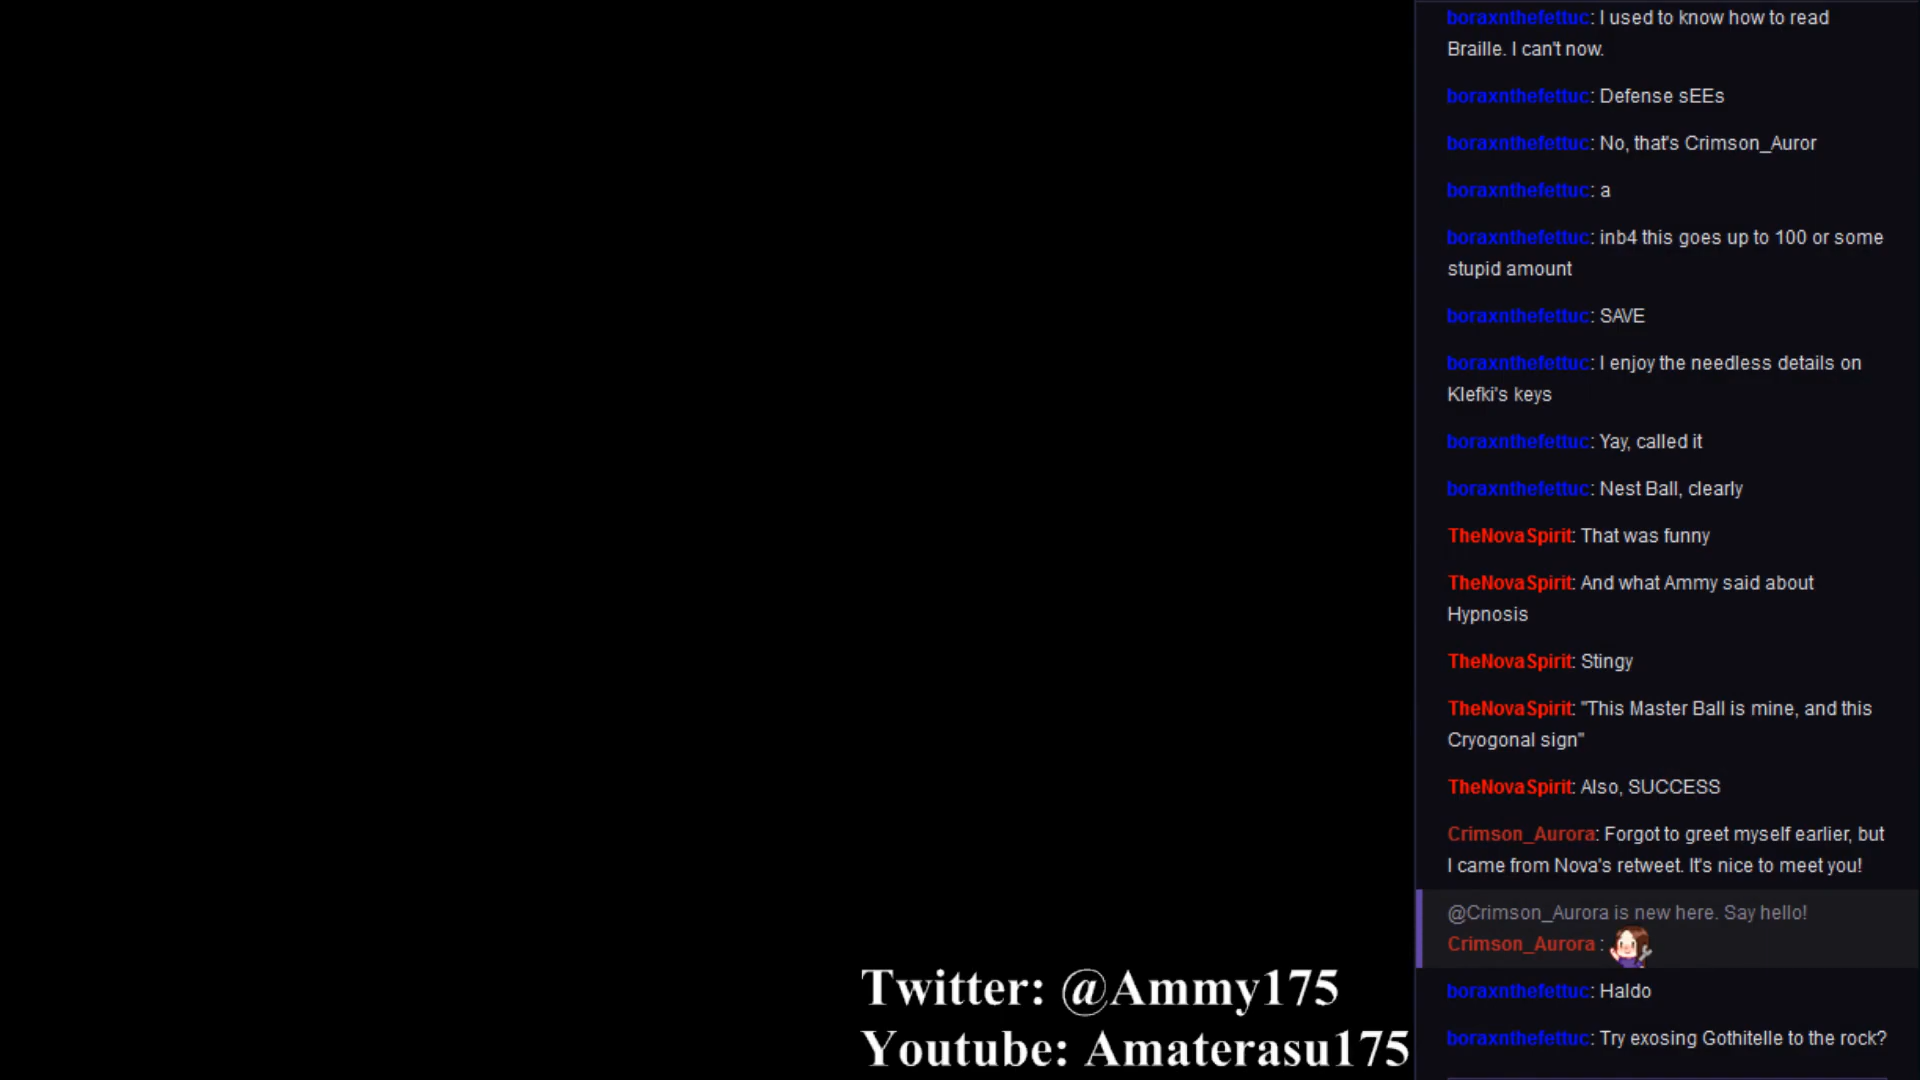 boraxnthefettuc: I used to know how to read
Braille. I can't now.
boraxnthefettuc: Defense sEEs
boraxnthefettuc: No, that's Crimson_Auror
boraxnthefettuc: a
boraxnthefettuc: inb4 this goes up to 100 or some
stupid amount
boraxnthefettuc: SAVE
boraxnthefettuc: I enjoy the needless details on
Klefki's keys
boraxnthefettuc: Yay, called it
boraxnthefettuc: Nest Ball, clearly
TheNovaSpirit: That was funny
TheNovaSpirit: And what Ammy said about
Hypnosis
TheNovaSpirit: Stingy
TheNovaSpirit: "This Master Ball is mine, and this
Cryogonal sign"
TheNovaSpirit: Also, SUCCESS
Crimson_Aurora: Forgot to greet myself earlier, but
I came from Nova's retweet. It's nice to meet you!
@Crimson_Aurora is new here. Say hello!
Crimson_Aurora :
boraxnthefettuc: Haldo
boraxnthefettuc: Try exosing Gothitelle to the rock?
Twitter: @Ammy175
Youtube: Amaterasu175